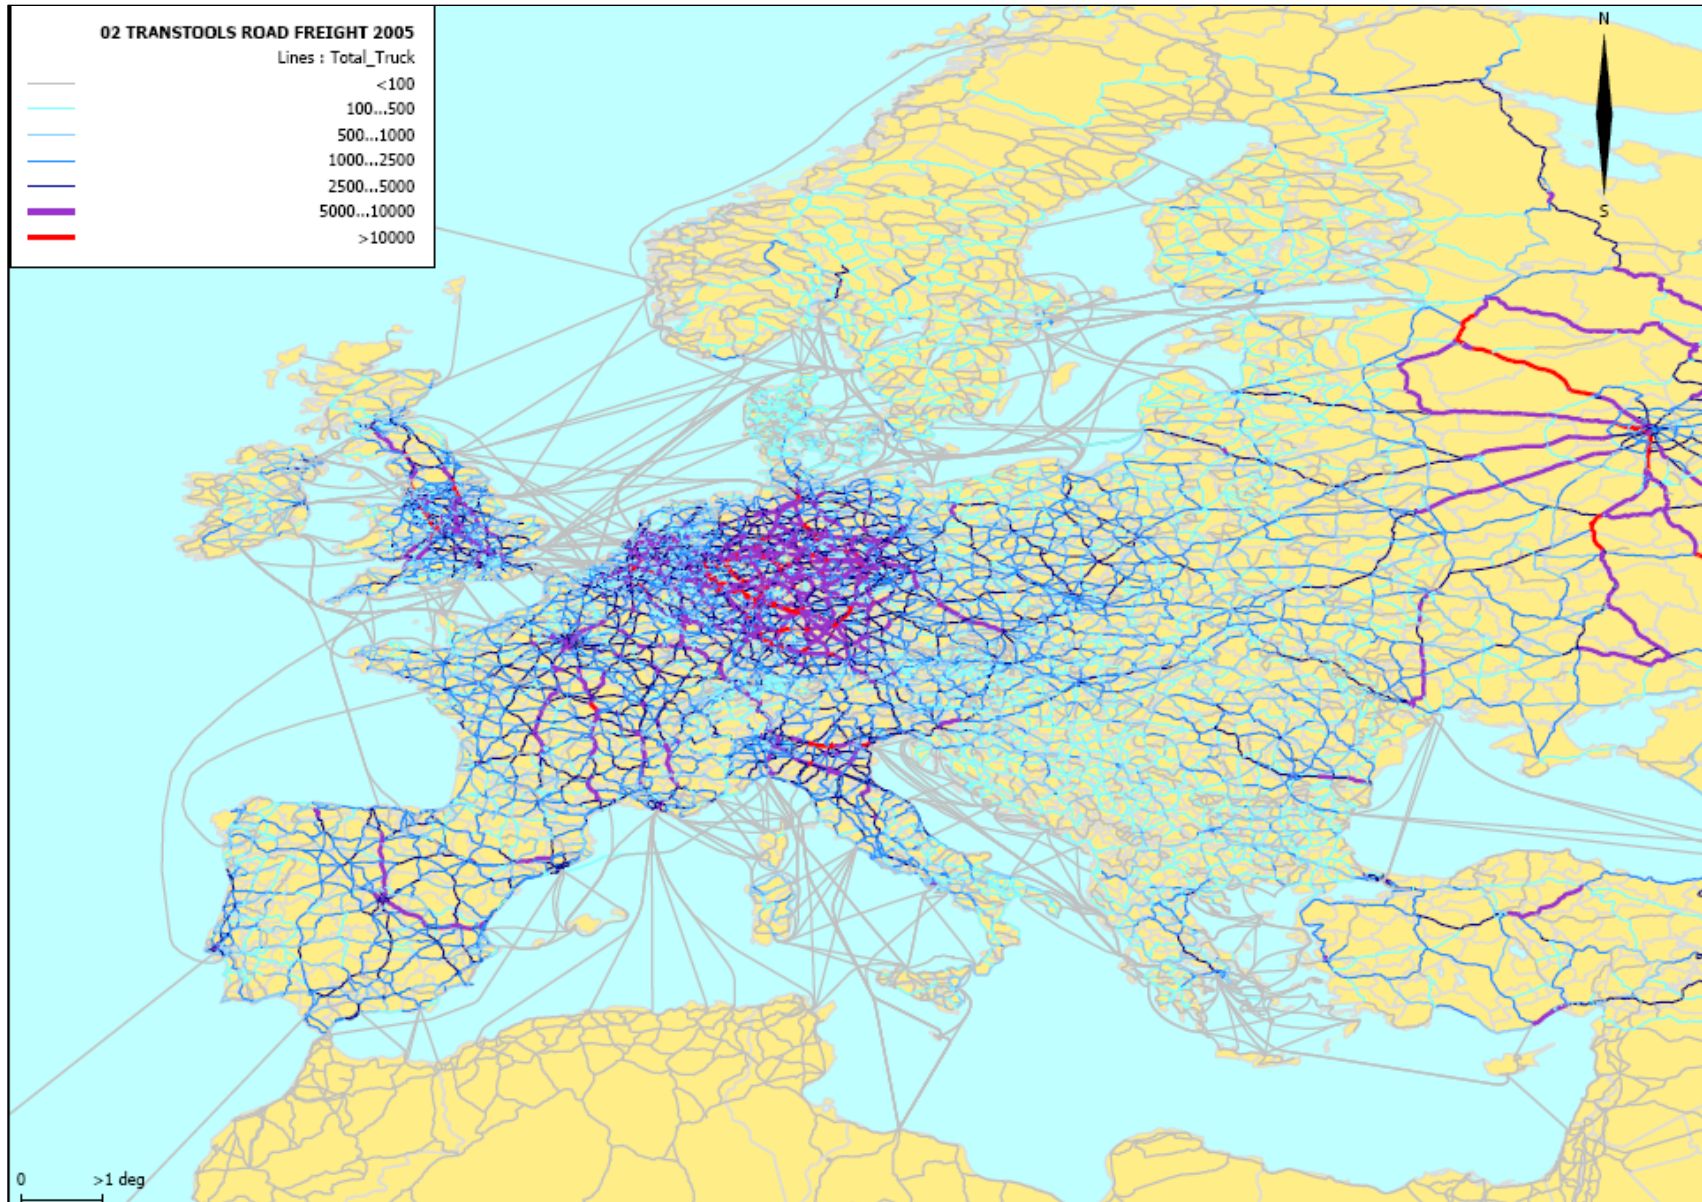 02 TRANSTOOLS ROAD FREIGHT 2005
Lines : Total_Truck
<100
100...500
500...1000
1000...2500
2500...5000
5000...10000
>10000
N
S
0 >1 deg